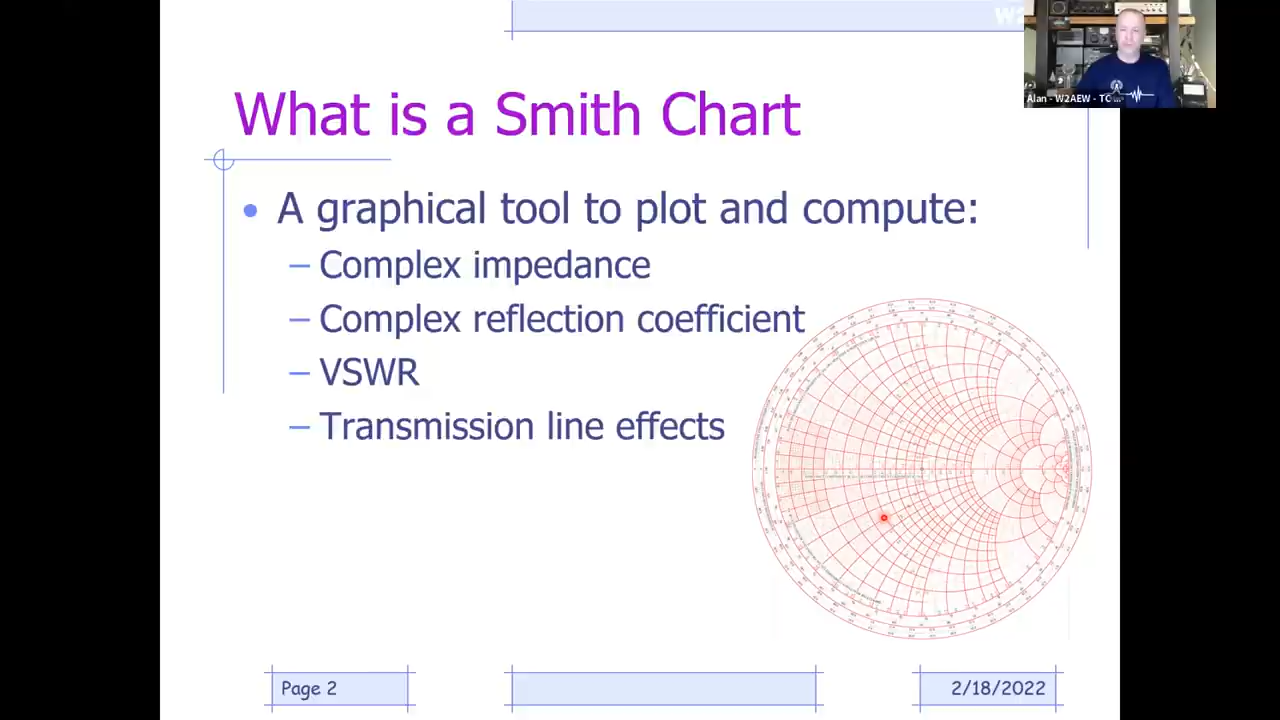 Alan - W2AEW - TC...
What is a Smith Chart
• A graphical tool to plot and compute:
– Complex impedance
– Complex reflection coefficient
– VSWR
– Transmission line effects
Page 2
2/18/2022